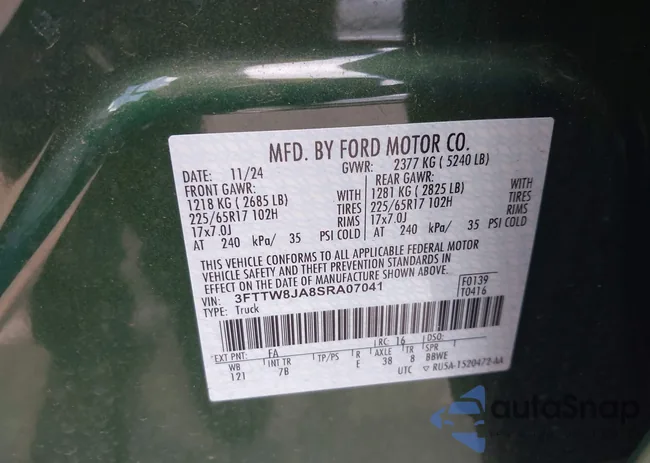 MFD. BY FORD MOTOR CO.
DATE: 11/24 GVWR: 2377 KG ( 5240 LB)
FRONT GAWR: REAR GAWR:
1218 KG ( 2685 LB) WITH 1281 KG ( 2825 LB) WITH
225/65R17 102H TIRES 225/65R17 102H TIRES
17x7.0J RIMS 17x7.0J RIMS
AT 240 kPa/ 35 PSI COLD AT 240 kPa/ 35 PSI COLD
THIS VEHICLE CONFORMS TO ALL APPLICABLE FEDERAL MOTOR
VEHICLE SAFETY AND THEFT PREVENTION STANDARDS IN
EFFECT ON THE DATE OF MANUFACTURE SHOWN ABOVE.
VIN: 3FTTW8JA8SRA07041 F0139
TYPE: Truck T0416
EXT PNT: FA RC: 16 DSO:
WB INT TR TP/PS R AXLE TR SPR
121 7B E 38 8 BBWE
UTC ▽ RU5A-1520472-AA
autoSnap